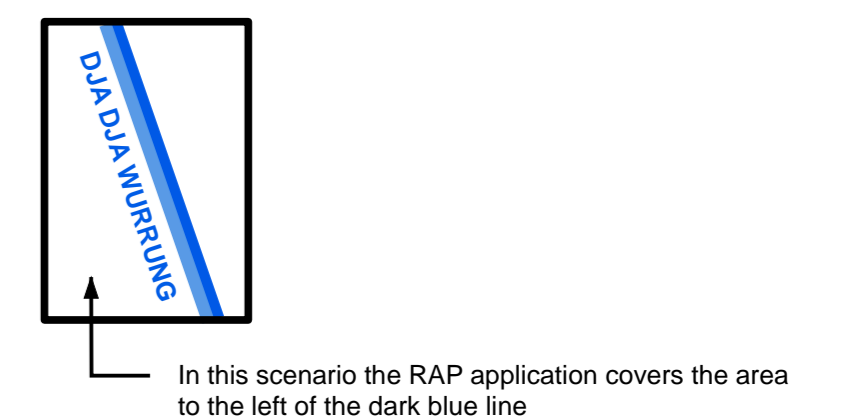 DJA DJA WURRUNG
In this scenario the RAP application covers the area
to the left of the dark blue line